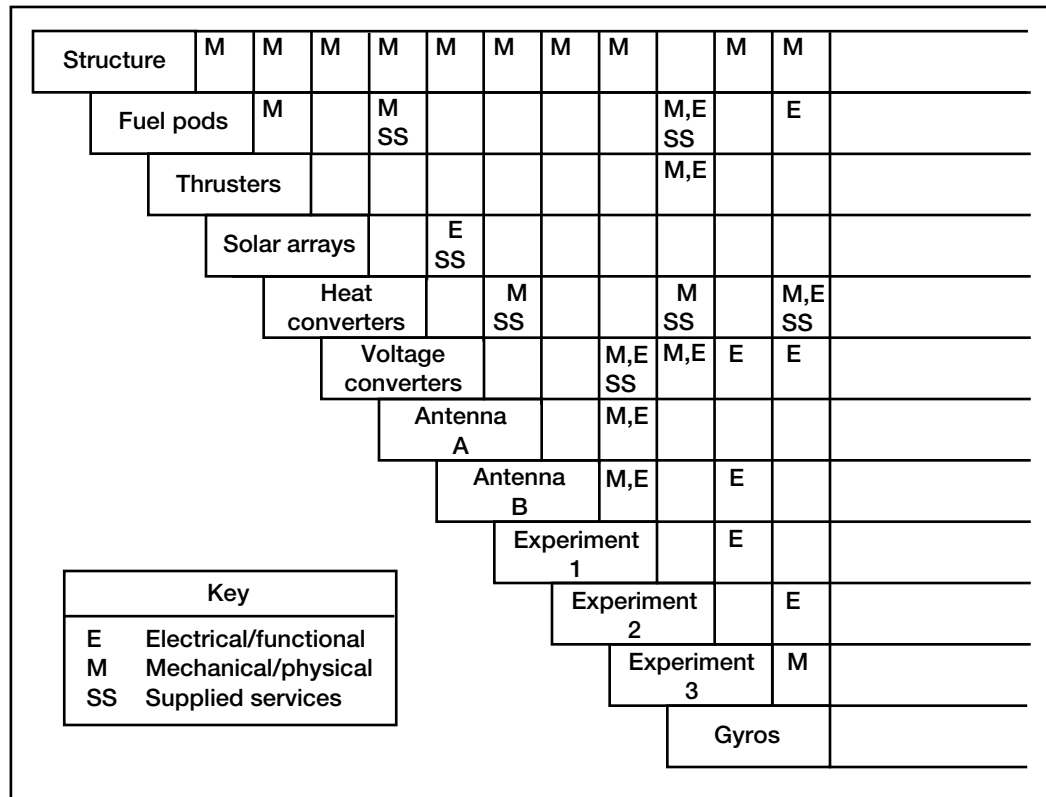 Structure M M M M M M M M M M
Fuel pods M M M,E E
SS SS
Thrusters M,E
Solar arrays E
SS
Heat M M M,E
converters SS SS SS
Voltage M,E M,E E E
converters SS
Antenna M,E
A
Antenna M,E E
B
Experiment E
1
Experiment E
2
Experiment M
3
Gyros
Key
E Electrical/functional
M Mechanical/physical
SS Supplied services